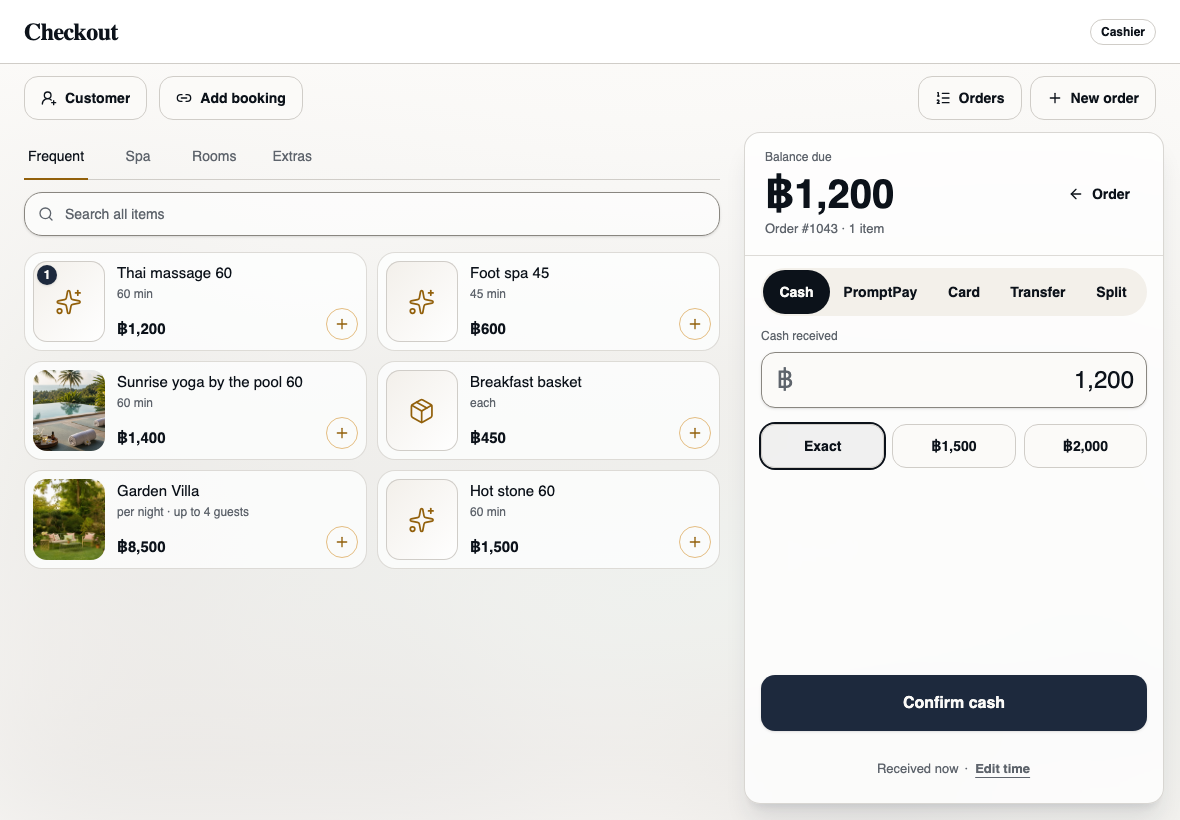 Checkout
Cashier
Customer
Add booking
Orders
New order
Frequent
Spa
Rooms
Extras
Search all items
1
Thai massage 60
60 min
฿1,200
Foot spa 45
45 min
฿600
Sunrise yoga by the pool 60
60 min
฿1,400
Breakfast basket
each
฿450
Garden Villa
per night · up to 4 guests
฿8,500
Hot stone 60
60 min
฿1,500
Balance due
฿1,200
Order #1043 · 1 item
Order
Cash
PromptPay
Card
Transfer
Split
Cash received
฿ 1,200
Exact
฿1,500
฿2,000
Confirm cash
Received now · Edit time